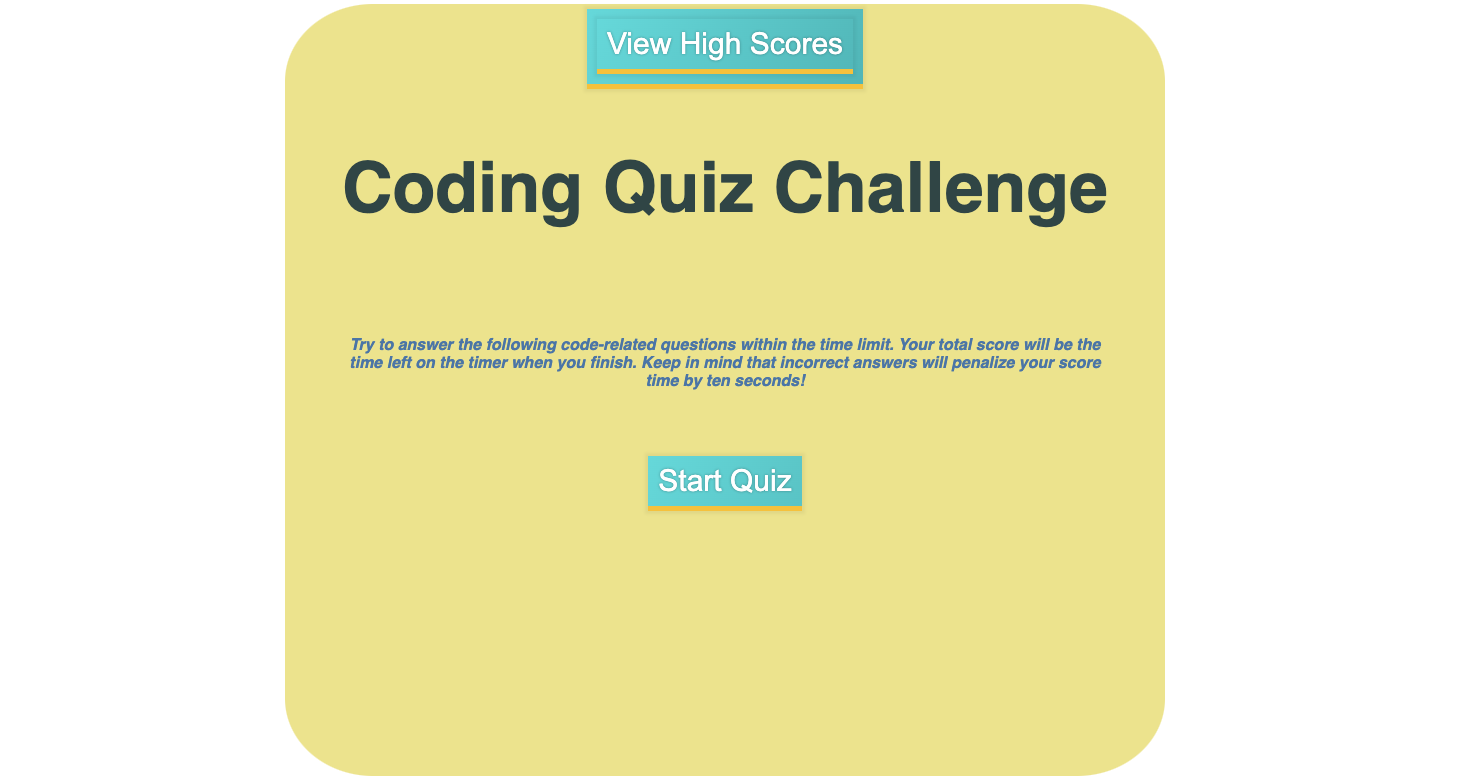 View High Scores
Coding Quiz Challenge
Try to answer the following code-related questions within the time limit. Your total score will be the
time left on the timer when you finish. Keep in mind that incorrect answers will penalize your score
time by ten seconds!
Start Quiz